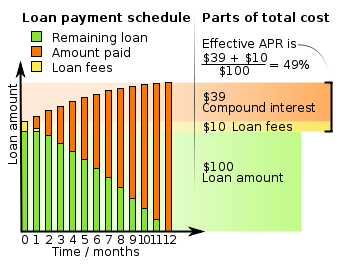 Loan payment schedule
Remaining loan
Amount paid
Loan fees
Loan amount
0 1 2 3 4 5 6 7 8 9 10 11 12
Time / months
Parts of total cost
Effective APR is
$39 + $10
$100
= 49%
$39
Compound interest
$10 Loan fees
$100
Loan amount